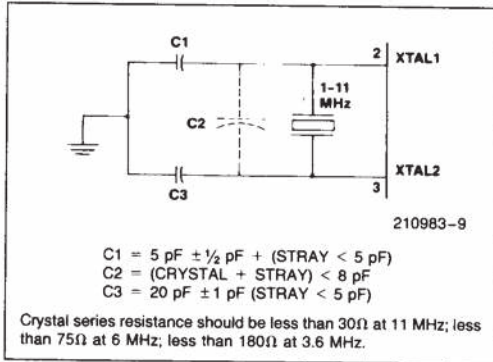 C1
2 XTAL1
1-11
MHz
C2
XTAL2
3
C3
210983-9
C1 = 5 pF ±½ pF + (STRAY < 5 pF)
C2 = (CRYSTAL + STRAY) < 8 pF
C3 = 20 pF ±1 pF (STRAY < 5 pF)
Crystal series resistance should be less than 30Ω at 11 MHz; less
than 75Ω at 6 MHz; less than 180Ω at 3.6 MHz.